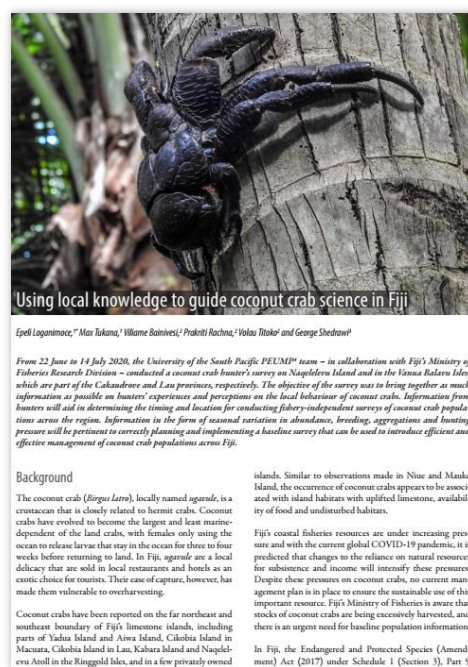 Using local knowledge to guide coconut crab science in Fiji
Epeli Loganimoce,¹* Max Tukana,¹ Viliame Bainivesi,² Prakriti Rachna,² Volau Titoko² and George Shedrawi³
From 22 June to 14 July 2020, the University of the South Pacific PEUMP⁴ team – in collaboration with Fiji's Ministry of
Fisheries Research Division – conducted a coconut crab hunter's survey on Naqelelevu Island and in the Vanua Balavu Isles,
which are part of the Cakaudrove and Lau provinces, respectively. The objective of the survey was to bring together as much
information as possible on hunters' experiences and perceptions on the local behaviour of coconut crabs. Information from
hunters will aid in determining the timing and location for conducting fishery-independent surveys of coconut crab popula
tions across the region. Information in the form of seasonal variation in abundance, breeding, aggregations and hunting
pressure will be pertinent to correctly planning and implementing a baseline survey that can be used to introduce efficient and
effective management of coconut crab populations across Fiji.
Background
The coconut crab (Birgus latro), locally named ugavule, is a
crustacean that is closely related to hermit crabs. Coconut
crabs have evolved to become the largest and least marine-
dependent of the land crabs, with females only using the
ocean to release larvae that stay in the ocean for three to four
weeks before returning to land. In Fiji, ugavule are a local
delicacy that are sold in local restaurants and hotels as an
exotic choice for tourists. Their ease of capture, however, has
made them vulnerable to overharvesting.
Coconut crabs have been reported on the far northeast and
southeast boundary of Fiji's limestone islands, including
parts of Yadua Island and Aiwa Island, Cikobia Island in
Macuata, Cikobia Island in Lau, Kabara Island and Naqelel-
evu Atoll in the Ringgold Isles, and in a few privately owned
islands. Similar to observations made in Niue and Mauke
Island, the occurrence of coconut crabs appears to be associ
ated with island habitats with uplifted limestone, availabil
ity of food and undisturbed habitats.
Fiji's coastal fisheries resources are under increasing pres
sure and with the current global COVID-19 pandemic, it is
predicted that changes to the reliance on natural resources
for subsistence and income will intensify these pressures.
Despite these pressures on coconut crabs, no current man
agement plan is in place to ensure the sustainable use of this
important resource. Fiji's Ministry of Fisheries is aware that
stocks of coconut crabs are being excessively harvested, and
there is an urgent need for baseline population information.
In Fiji, the Endangered and Protected Species (Amend
ment) Act (2017) under Schedule 1 (Section 3), Part